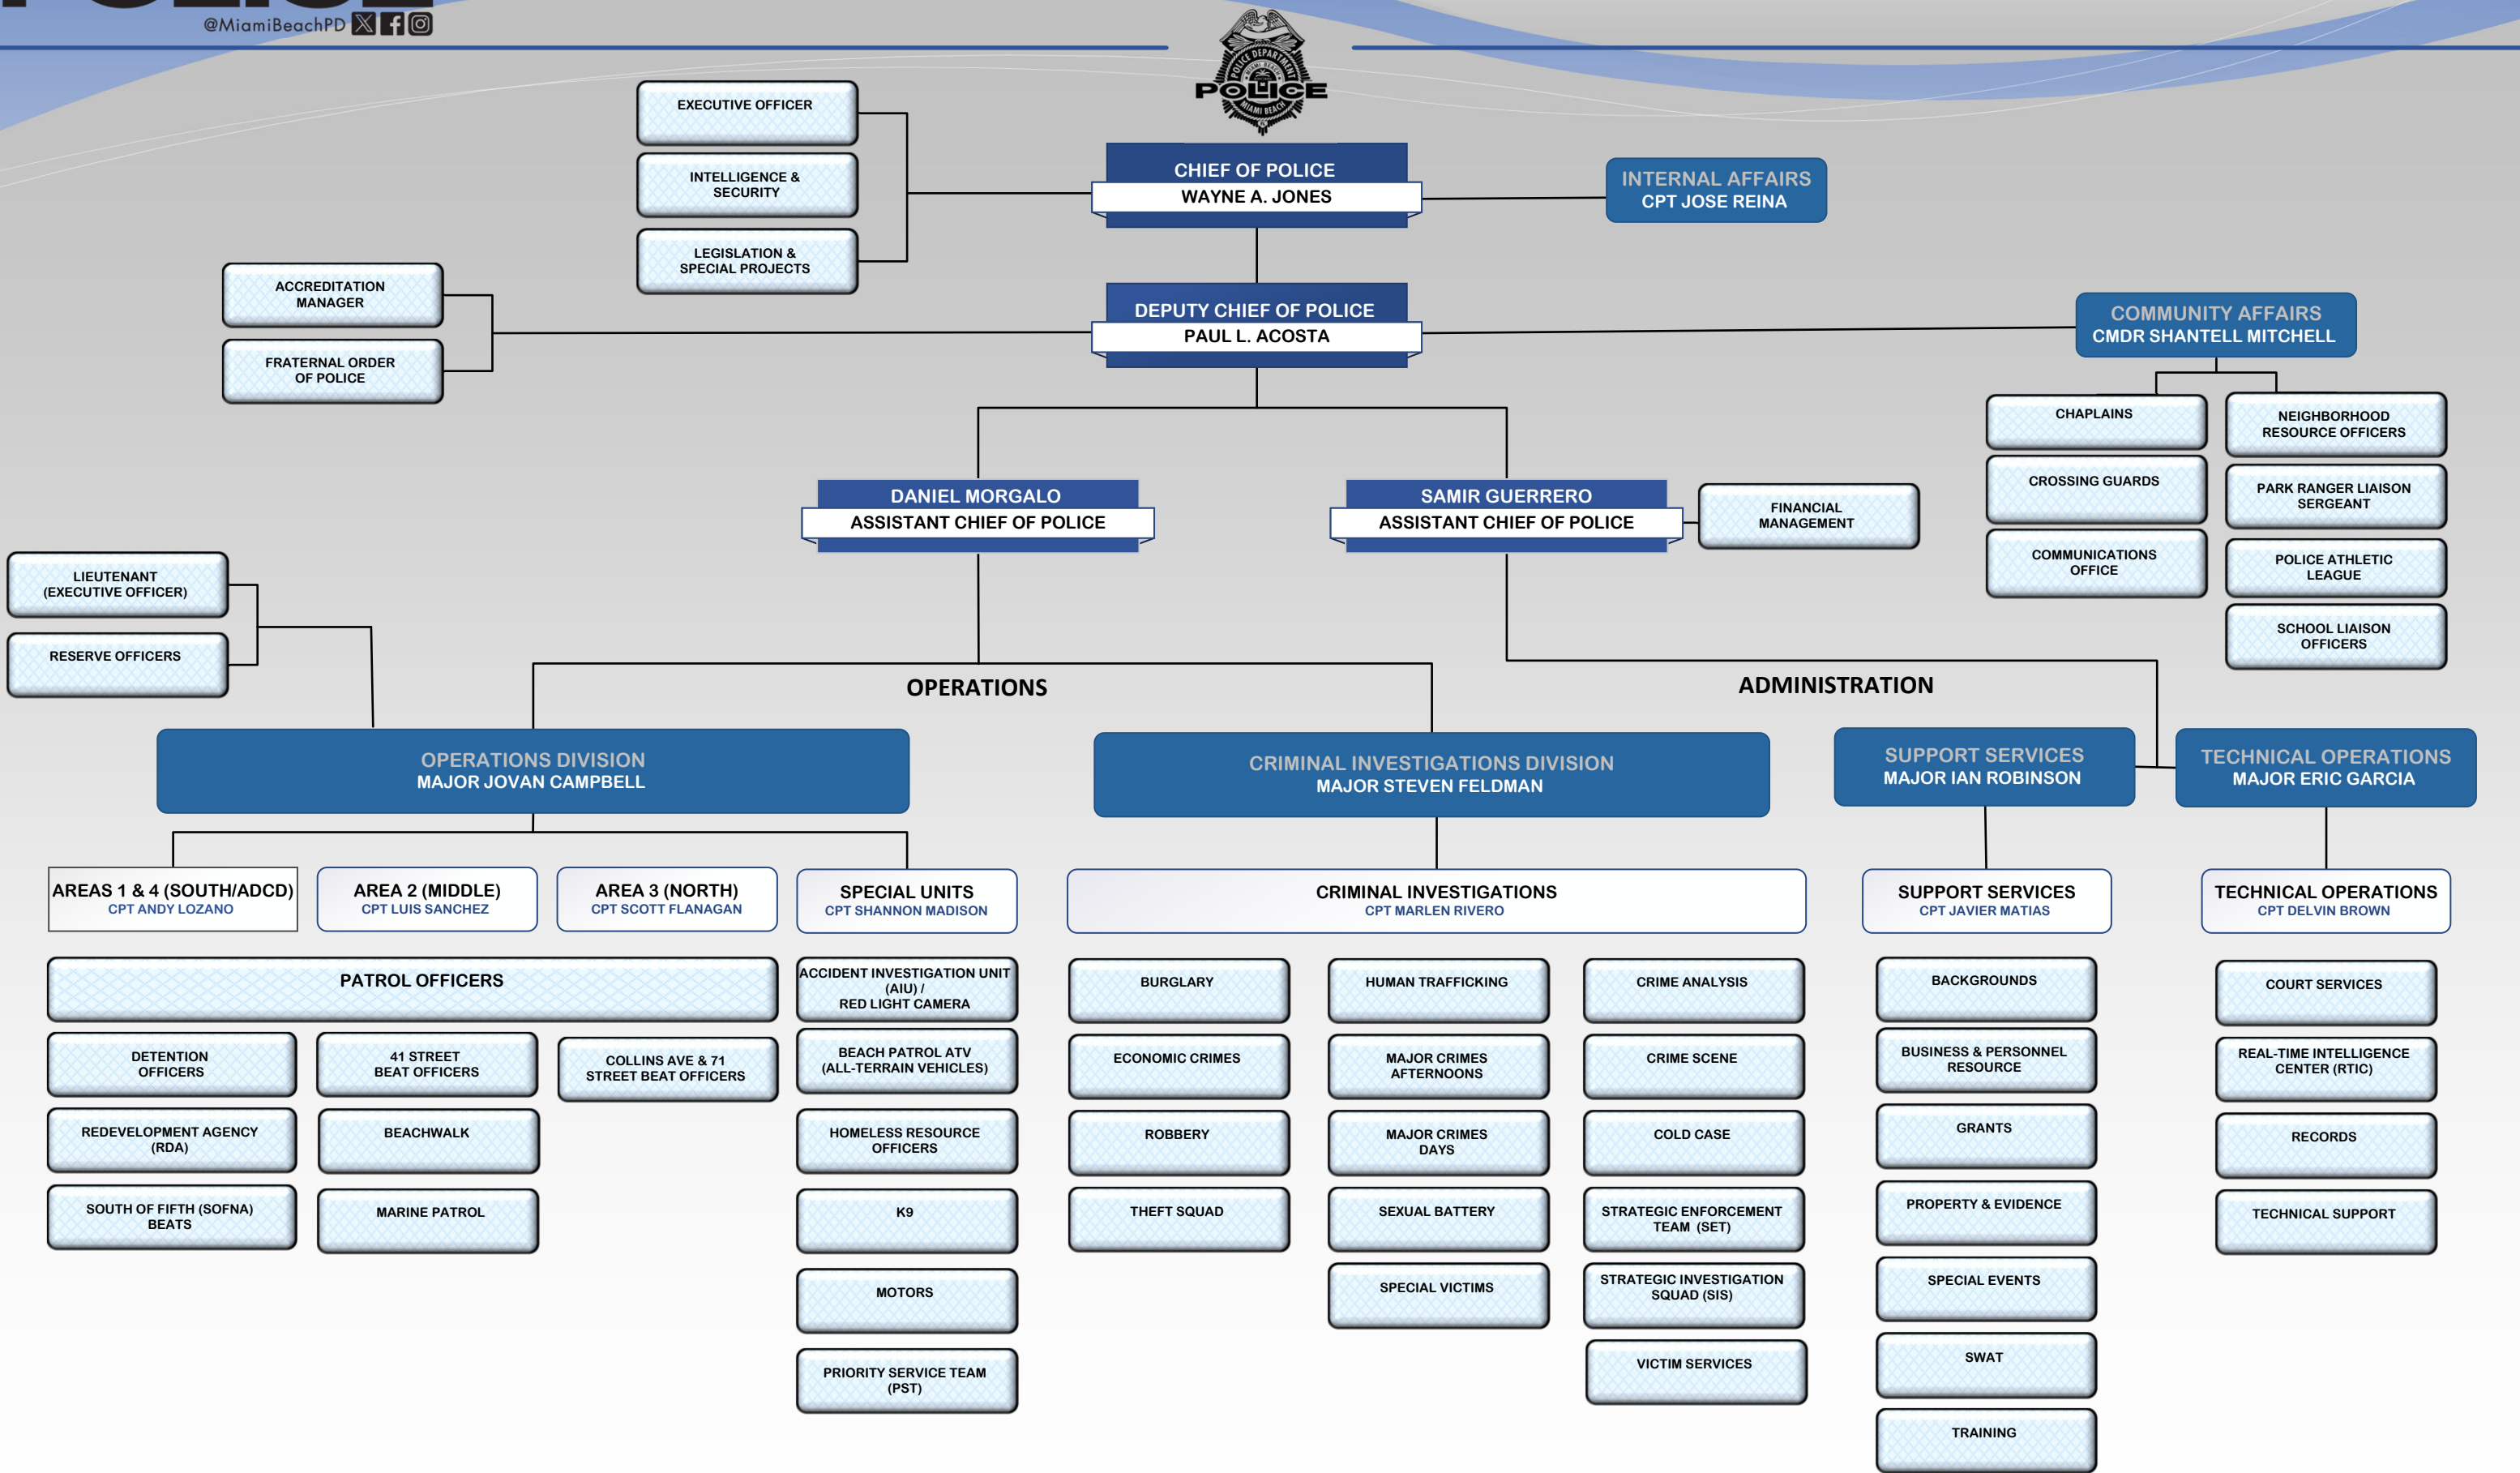 POLICE
@MiamiBeachPD
POLICE DEPARTMENT
MIAMI BEACH
POLICE
MIAMI BEACH
EXECUTIVE OFFICER
INTELLIGENCE &
SECURITY
LEGISLATION &
SPECIAL PROJECTS
CHIEF OF POLICE
WAYNE A. JONES
INTERNAL AFFAIRS
CPT JOSE REINA
ACCREDITATION
MANAGER
FRATERNAL ORDER
OF POLICE
DEPUTY CHIEF OF POLICE
PAUL L. ACOSTA
COMMUNITY AFFAIRS
CMDR SHANTELL MITCHELL
CHAPLAINS
CROSSING GUARDS
COMMUNICATIONS
OFFICE
NEIGHBORHOOD
RESOURCE OFFICERS
PARK RANGER LIAISON
SERGEANT
POLICE ATHLETIC
LEAGUE
SCHOOL LIAISON
OFFICERS
DANIEL MORGALO
ASSISTANT CHIEF OF POLICE
SAMIR GUERRERO
ASSISTANT CHIEF OF POLICE
FINANCIAL
MANAGEMENT
LIEUTENANT
(EXECUTIVE OFFICER)
RESERVE OFFICERS
OPERATIONS
ADMINISTRATION
OPERATIONS DIVISION
MAJOR JOVAN CAMPBELL
CRIMINAL INVESTIGATIONS DIVISION
MAJOR STEVEN FELDMAN
SUPPORT SERVICES
MAJOR IAN ROBINSON
TECHNICAL OPERATIONS
MAJOR ERIC GARCIA
AREAS 1 & 4 (SOUTH/ADCD)
CPT ANDY LOZANO
AREA 2 (MIDDLE)
CPT LUIS SANCHEZ
AREA 3 (NORTH)
CPT SCOTT FLANAGAN
SPECIAL UNITS
CPT SHANNON MADISON
CRIMINAL INVESTIGATIONS
CPT MARLEN RIVERO
SUPPORT SERVICES
CPT JAVIER MATIAS
TECHNICAL OPERATIONS
CPT DELVIN BROWN
PATROL OFFICERS
DETENTION
OFFICERS
REDEVELOPMENT AGENCY
(RDA)
SOUTH OF FIFTH (SOFNA)
BEATS
41 STREET
BEAT OFFICERS
BEACHWALK
MARINE PATROL
COLLINS AVE & 71
STREET BEAT OFFICERS
ACCIDENT INVESTIGATION UNIT
(AIU) /
RED LIGHT CAMERA
BEACH PATROL ATV
(ALL-TERRAIN VEHICLES)
HOMELESS RESOURCE
OFFICERS
K9
MOTORS
PRIORITY SERVICE TEAM
(PST)
BURGLARY
ECONOMIC CRIMES
ROBBERY
THEFT SQUAD
HUMAN TRAFFICKING
MAJOR CRIMES
AFTERNOONS
MAJOR CRIMES
DAYS
SEXUAL BATTERY
SPECIAL VICTIMS
CRIME ANALYSIS
CRIME SCENE
COLD CASE
STRATEGIC ENFORCEMENT
TEAM (SET)
STRATEGIC INVESTIGATION
SQUAD (SIS)
VICTIM SERVICES
BACKGROUNDS
BUSINESS & PERSONNEL
RESOURCE
GRANTS
PROPERTY & EVIDENCE
SPECIAL EVENTS
SWAT
TRAINING
COURT SERVICES
REAL-TIME INTELLIGENCE
CENTER (RTIC)
RECORDS
TECHNICAL SUPPORT